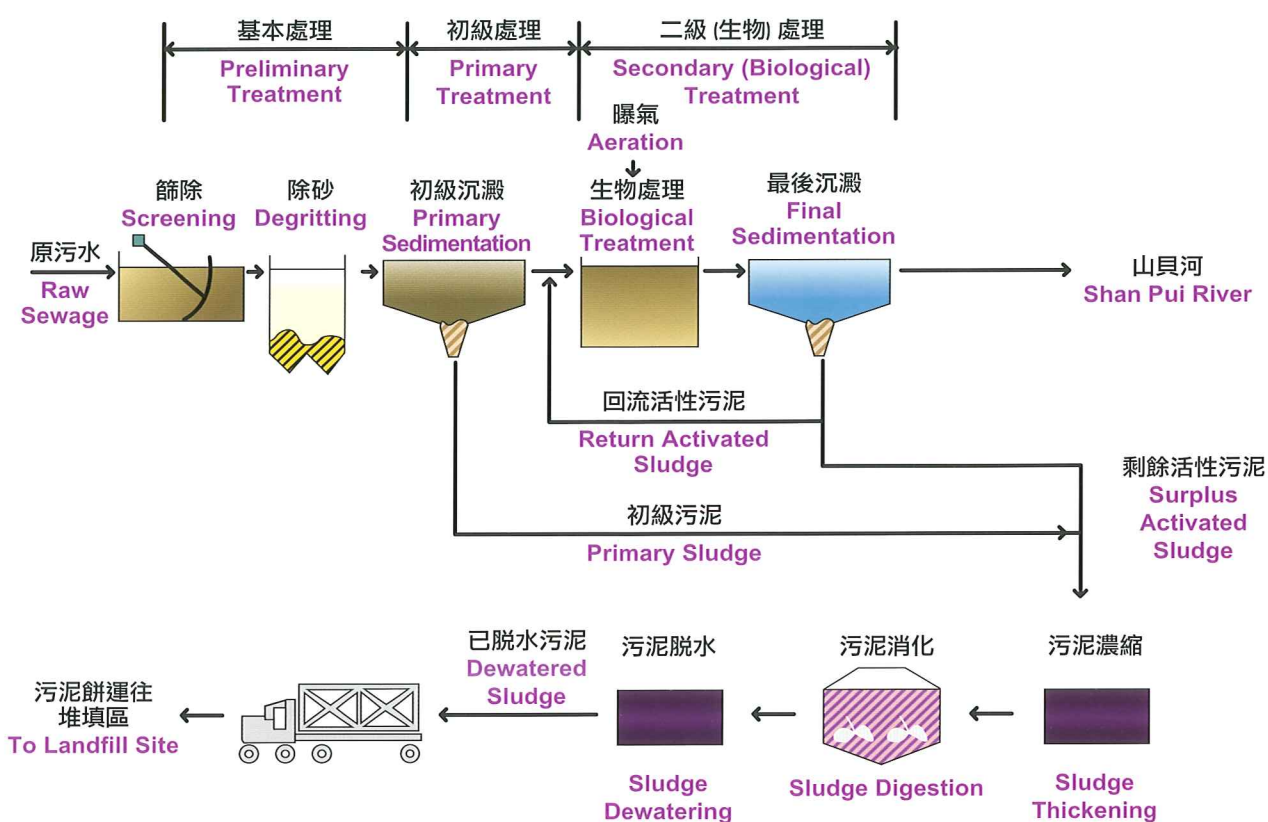 基本處理
Preliminary
Treatment
初級處理
Primary
Treatment
二級 (生物) 處理
Secondary (Biological)
Treatment
曝氣
Aeration
原污水
Raw
Sewage
篩除
Screening
除砂
Degritting
初級沉澱
Primary
Sedimentation
生物處理
Biological
Treatment
最後沉澱
Final
Sedimentation
山貝河
Shan Pui River
回流活性污泥
Return Activated
Sludge
剩餘活性污泥
Surplus
Activated
Sludge
初級污泥
Primary Sludge
污泥濃縮
Sludge
Thickening
污泥消化
Sludge Digestion
污泥脱水
Sludge
Dewatering
已脱水污泥
Dewatered
Sludge
污泥餅運往
堆填區
To Landfill Site